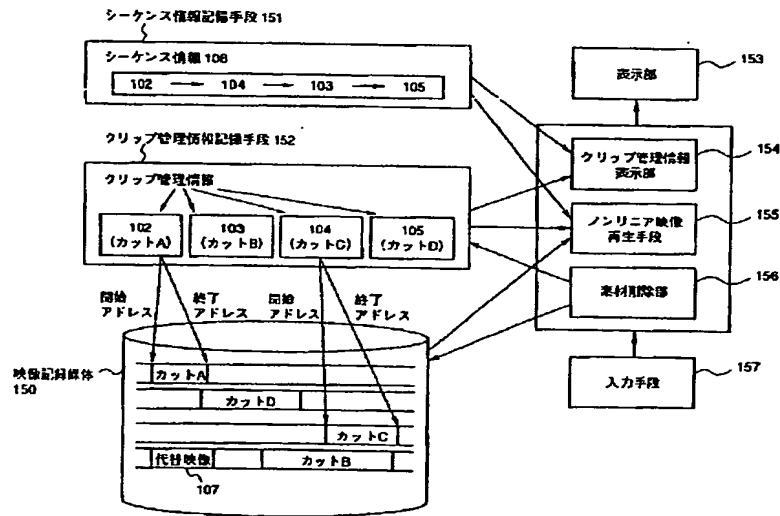 シーケンス情報記憶手段 151
シーケンス情報 108
102 104 103 105
クリップ管理情報記憶手段 152
クリップ管理情報
102
(カットA)
103
(カットB)
104
(カットC)
105
(カットD)
開始
アドレス
終了
アドレス
開始
アドレス
終了
アドレス
映像記録媒体
150
カットA
カットD
カットC
代替映像
カットB
107
表示部
153
クリップ管理情報
表示部
154
ノンリニア映像
再生手段
155
素材削除部
156
入力手段
157